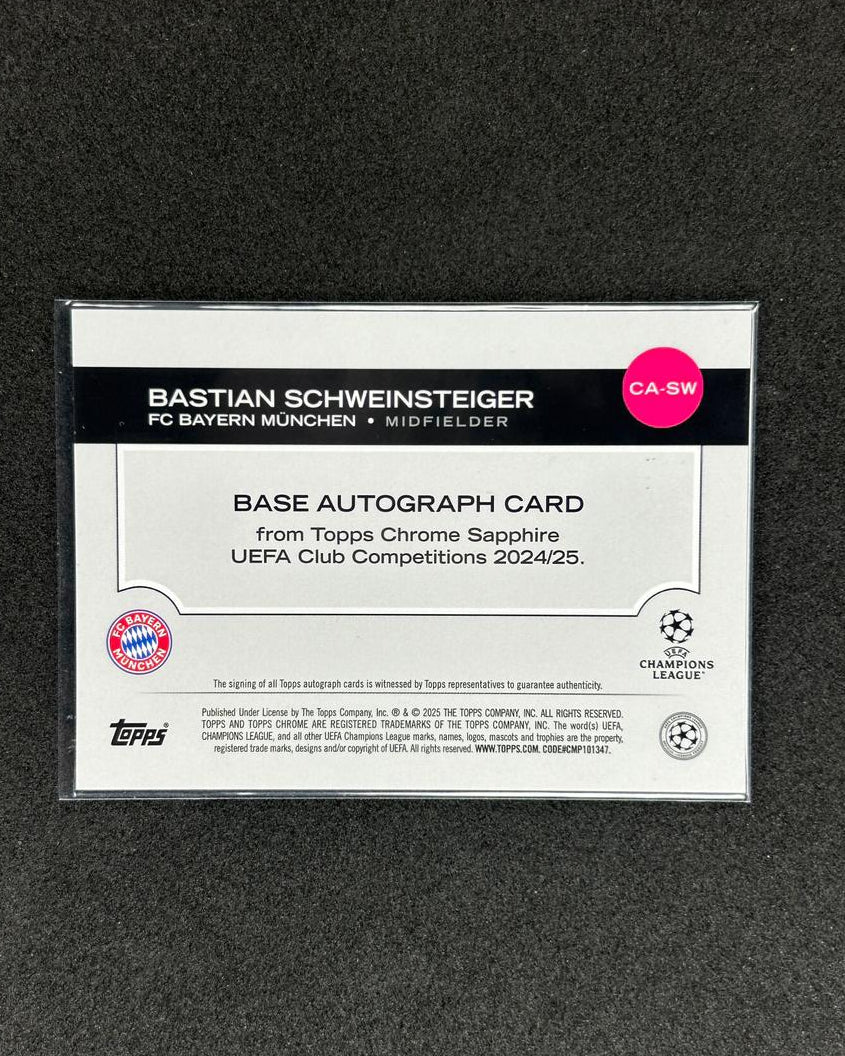 BASTIAN SCHWEINSTEIGER
FC BAYERN MÜNCHEN • MIDFIELDER
CA-SW
BASE AUTOGRAPH CARD
from Topps Chrome Sapphire
UEFA Club Competitions 2024/25.
FC BAYERN
MÜNCHEN
UEFA
CHAMPIONS
LEAGUE®
The signing of all Topps autograph cards is witnessed by Topps representatives to guarantee authenticity.
Topps®
Published Under License by The Topps Company, Inc. ® & © 2025 THE TOPPS COMPANY, INC. ALL RIGHTS RESERVED.
TOPPS AND TOPPS CHROME ARE REGISTERED TRADEMARKS OF THE TOPPS COMPANY, INC. The word(s) UEFA,
CHAMPIONS LEAGUE, and all other UEFA Champions League marks, names, logos, mascots and trophies are the property,
registered trade marks, designs and/or copyright of UEFA. All rights reserved. WWW.TOPPS.COM. CODE#CMP101347.